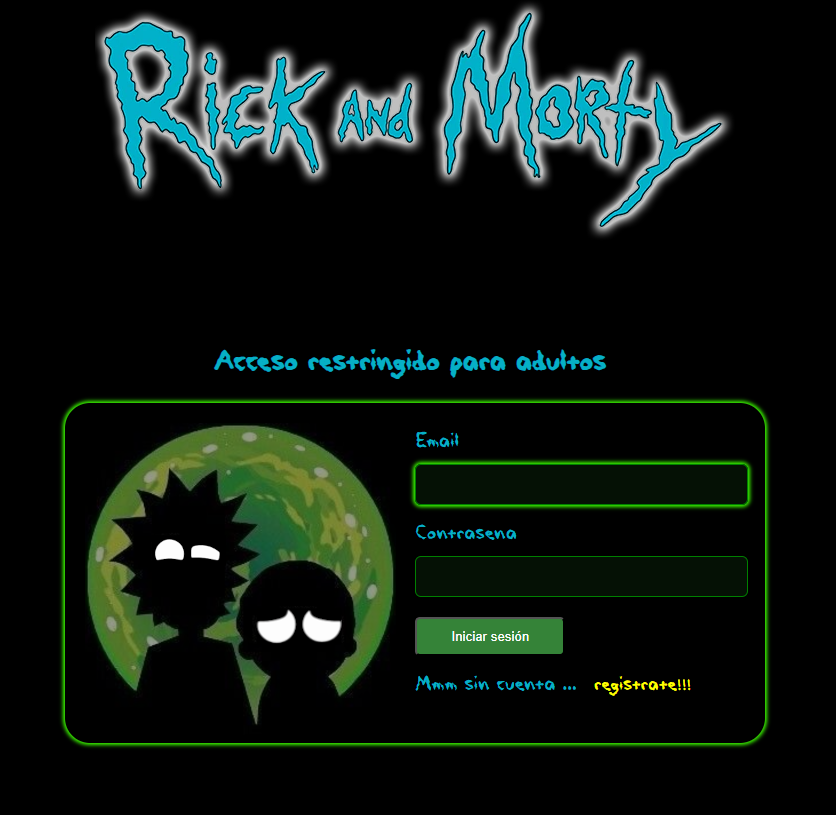 Rick and Morty
Acceso restringido para adultos
Email
Contrasena
Iniciar sesión
Mmm sin cuenta ... registrate!!!